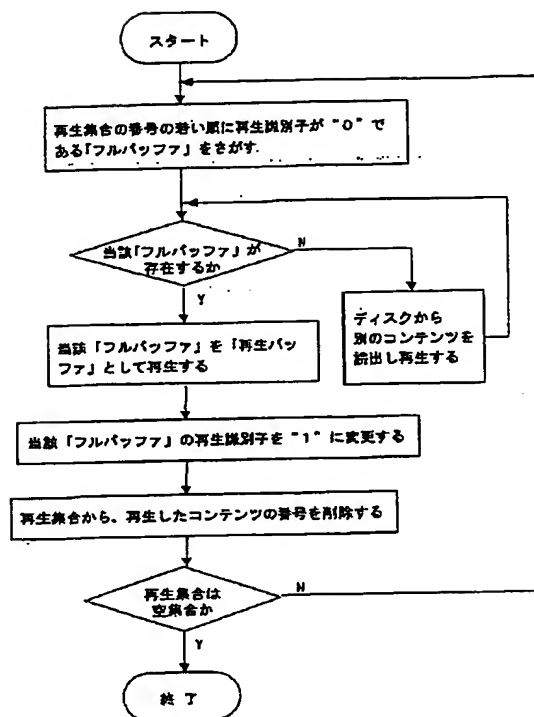 スタート
再生集合の番号の若い順に再生識別子が“0”で
ある「フルバッファ」をさがす.
当該「フルバッファ」が
存在するか
N
Y
ディスクから
別のコンテンツを
読出し再生する
当該「フルバッファ」を「再生バッ
ファ」として再生する
当該「フルバッファ」の再生識別子を“1”に変更する
再生集合から、再生したコンテンツの番号を削除する
再生集合は
空集合か
N
Y
終了